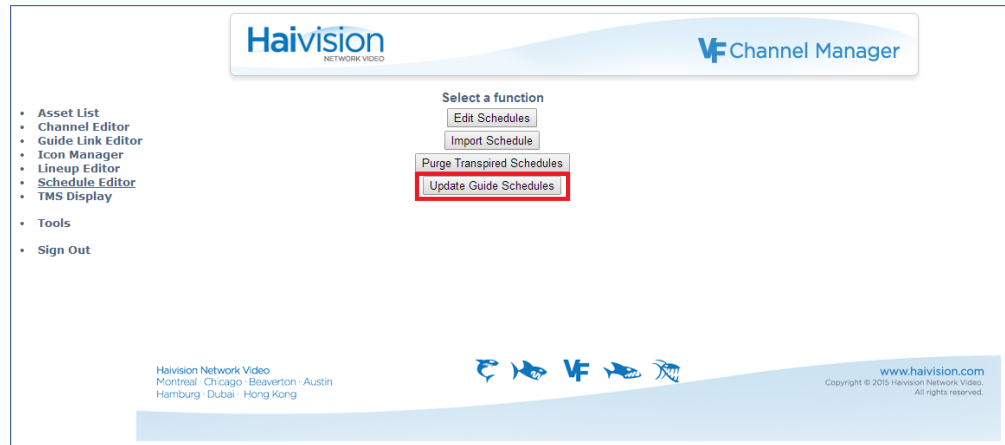 Haivision
NETWORK VIDEO
VF Channel Manager
Select a function
Edit Schedules
Import Schedule
Purge Transpired Schedules
Update Guide Schedules
Asset List
Channel Editor
Guide Link Editor
Icon Manager
Lineup Editor
Schedule Editor
TMS Display
Tools
Sign Out
Haivision Network Video
Montreal · Chicago · Beaverton · Austin
Hamburg · Dubai · Hong Kong
VF
www.haivision.com
Copyright © 2015 Haivision Network Video.
All rights reserved.